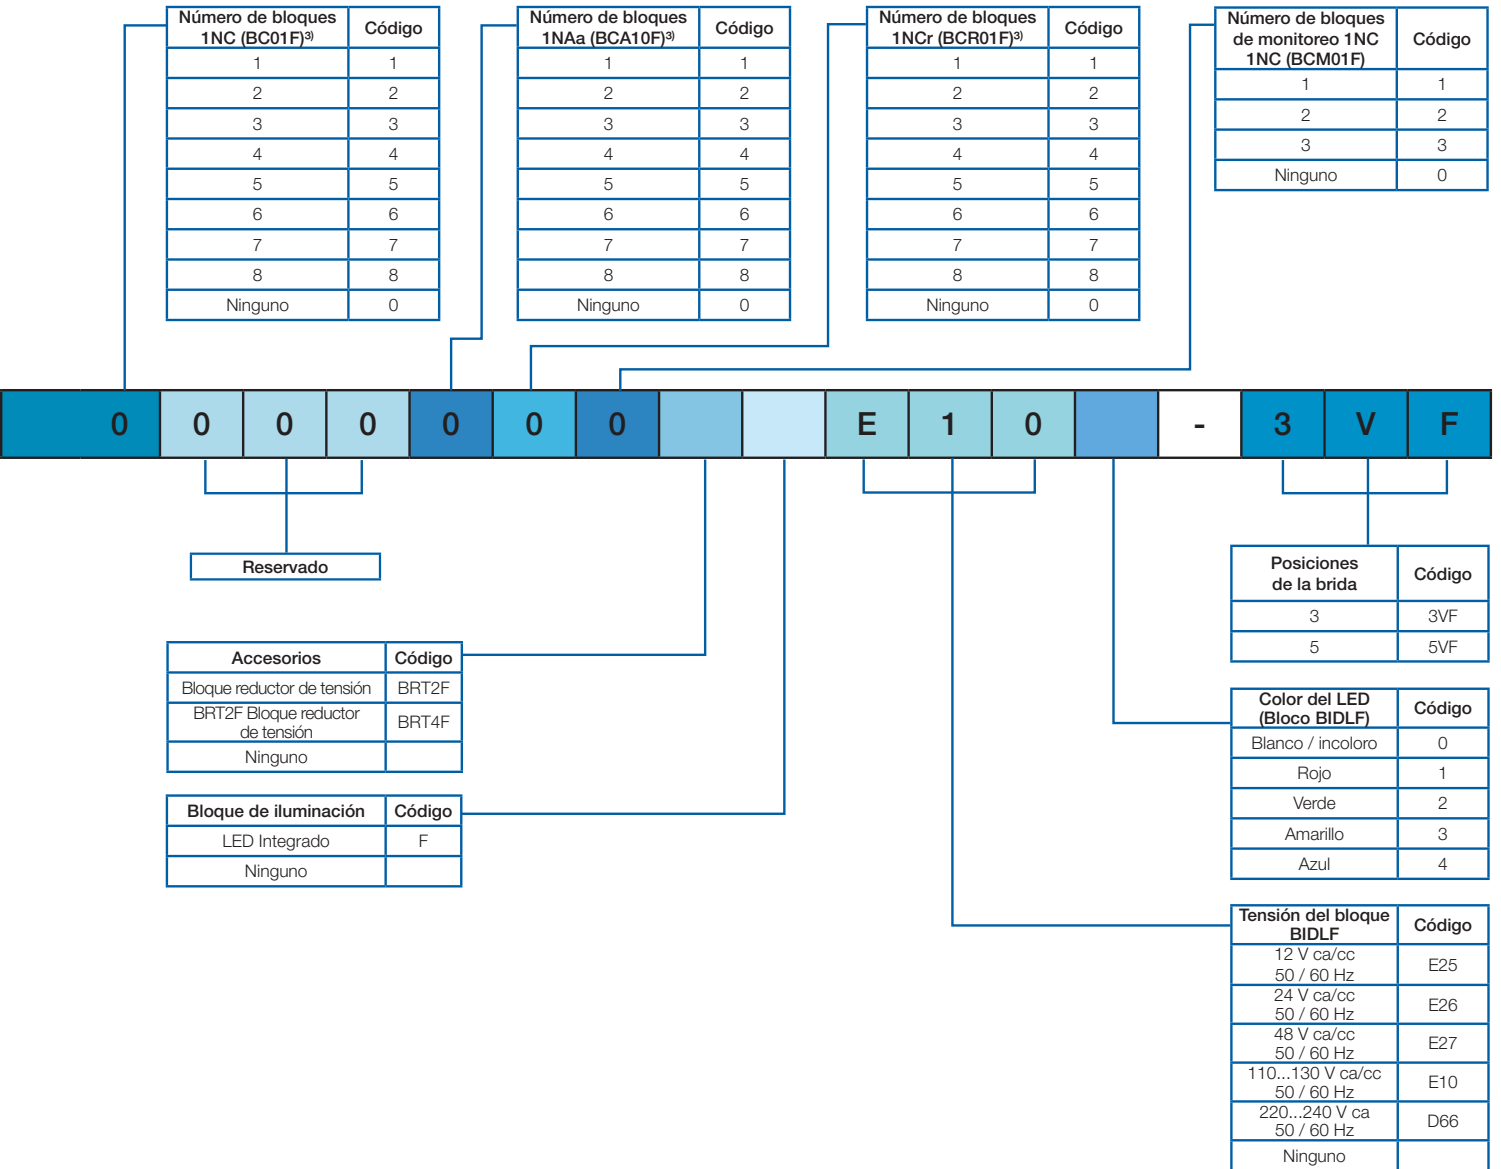 Número de bloques
1NC (BC01F)³⁾ Código
1 1
2 2
3 3
4 4
5 5
6 6
7 7
8 8
Ninguno 0
Número de bloques
1NAa (BCA10F)³⁾ Código
1 1
2 2
3 3
4 4
5 5
6 6
7 7
8 8
Ninguno 0
Número de bloques
1NCr (BCR01F)³⁾ Código
1 1
2 2
3 3
4 4
5 5
6 6
7 7
8 8
Ninguno 0
Número de bloques
de monitoreo 1NC Código
1NC (BCM01F)
1 1
2 2
3 3
Ninguno 0
0 0 0 0 0 0 0 E 1 0 - 3 V F
Reservado
Accesorios Código
Bloque reductor de tensión BRT2F
BRT2F Bloque reductor
de tensión BRT4F
Ninguno
Bloque de iluminación Código
LED Integrado F
Ninguno
Posiciones
de la brida Código
3 3VF
5 5VF
Color del LED
(Bloco BIDLF) Código
Blanco / incoloro 0
Rojo 1
Verde 2
Amarillo 3
Azul 4
Tensión del bloque
BIDLF Código
12 V ca/cc
50 / 60 Hz E25
24 V ca/cc
50 / 60 Hz E26
48 V ca/cc
50 / 60 Hz E27
110...130 V ca/cc
50 / 60 Hz E10
220...240 V ca
50 / 60 Hz D66
Ninguno